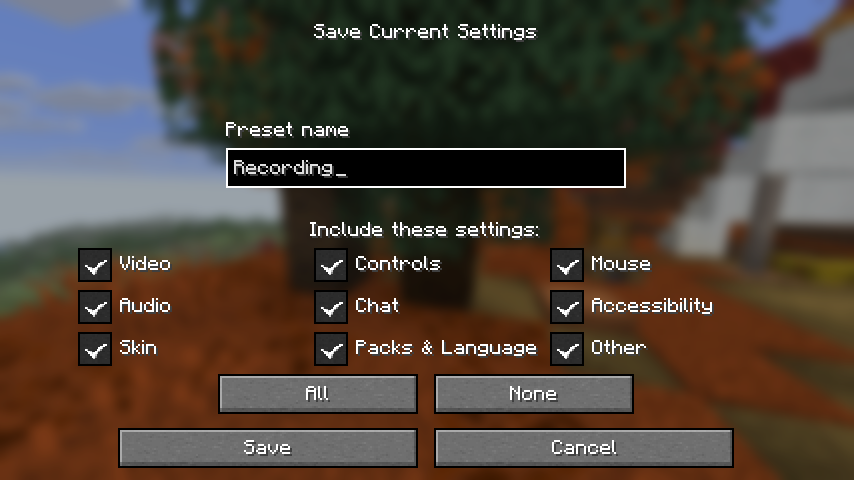 Save Current Settings
Preset name
Recording_
Include these settings:
Video
Controls
Mouse
Audio
Chat
Accessibility
Skin
Packs & Language
Other
All
None
Save
Cancel